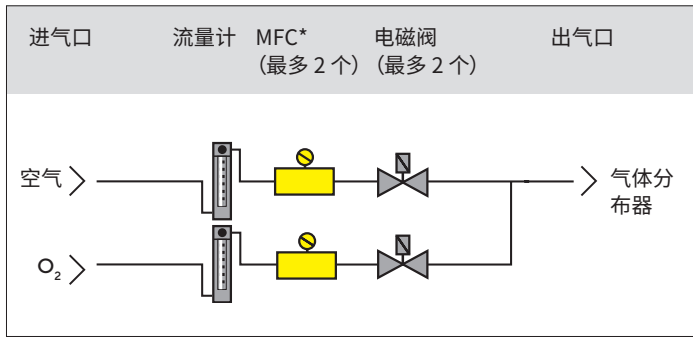 进气口 流量计 MFC* 电磁阀 出气口
（最多 2 个） （最多 2 个）
空气 气体分
布器
O₂